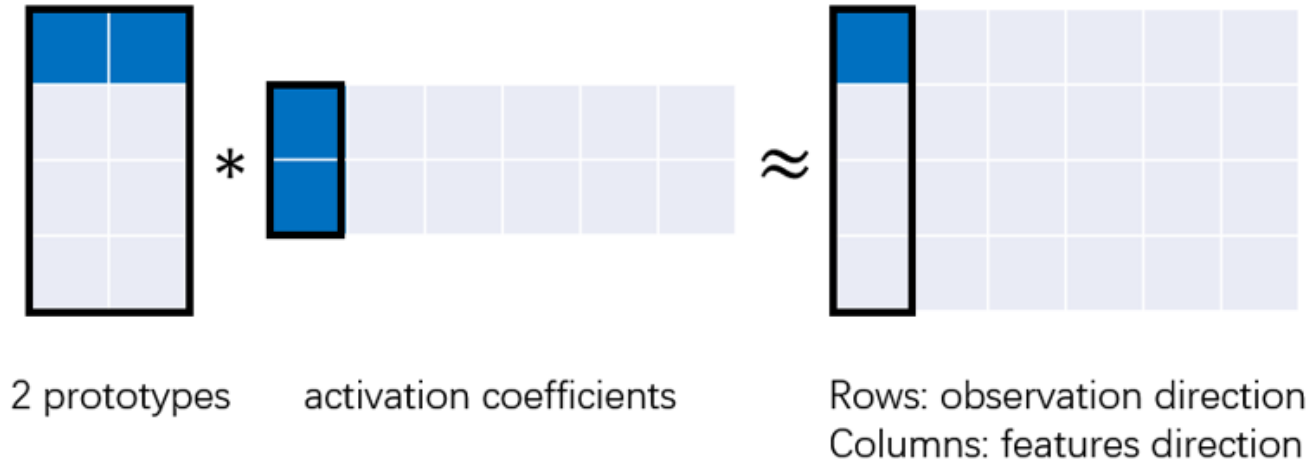 *
≈
2 prototypes
activation coefficients
Rows: observation direction
Columns: features direction